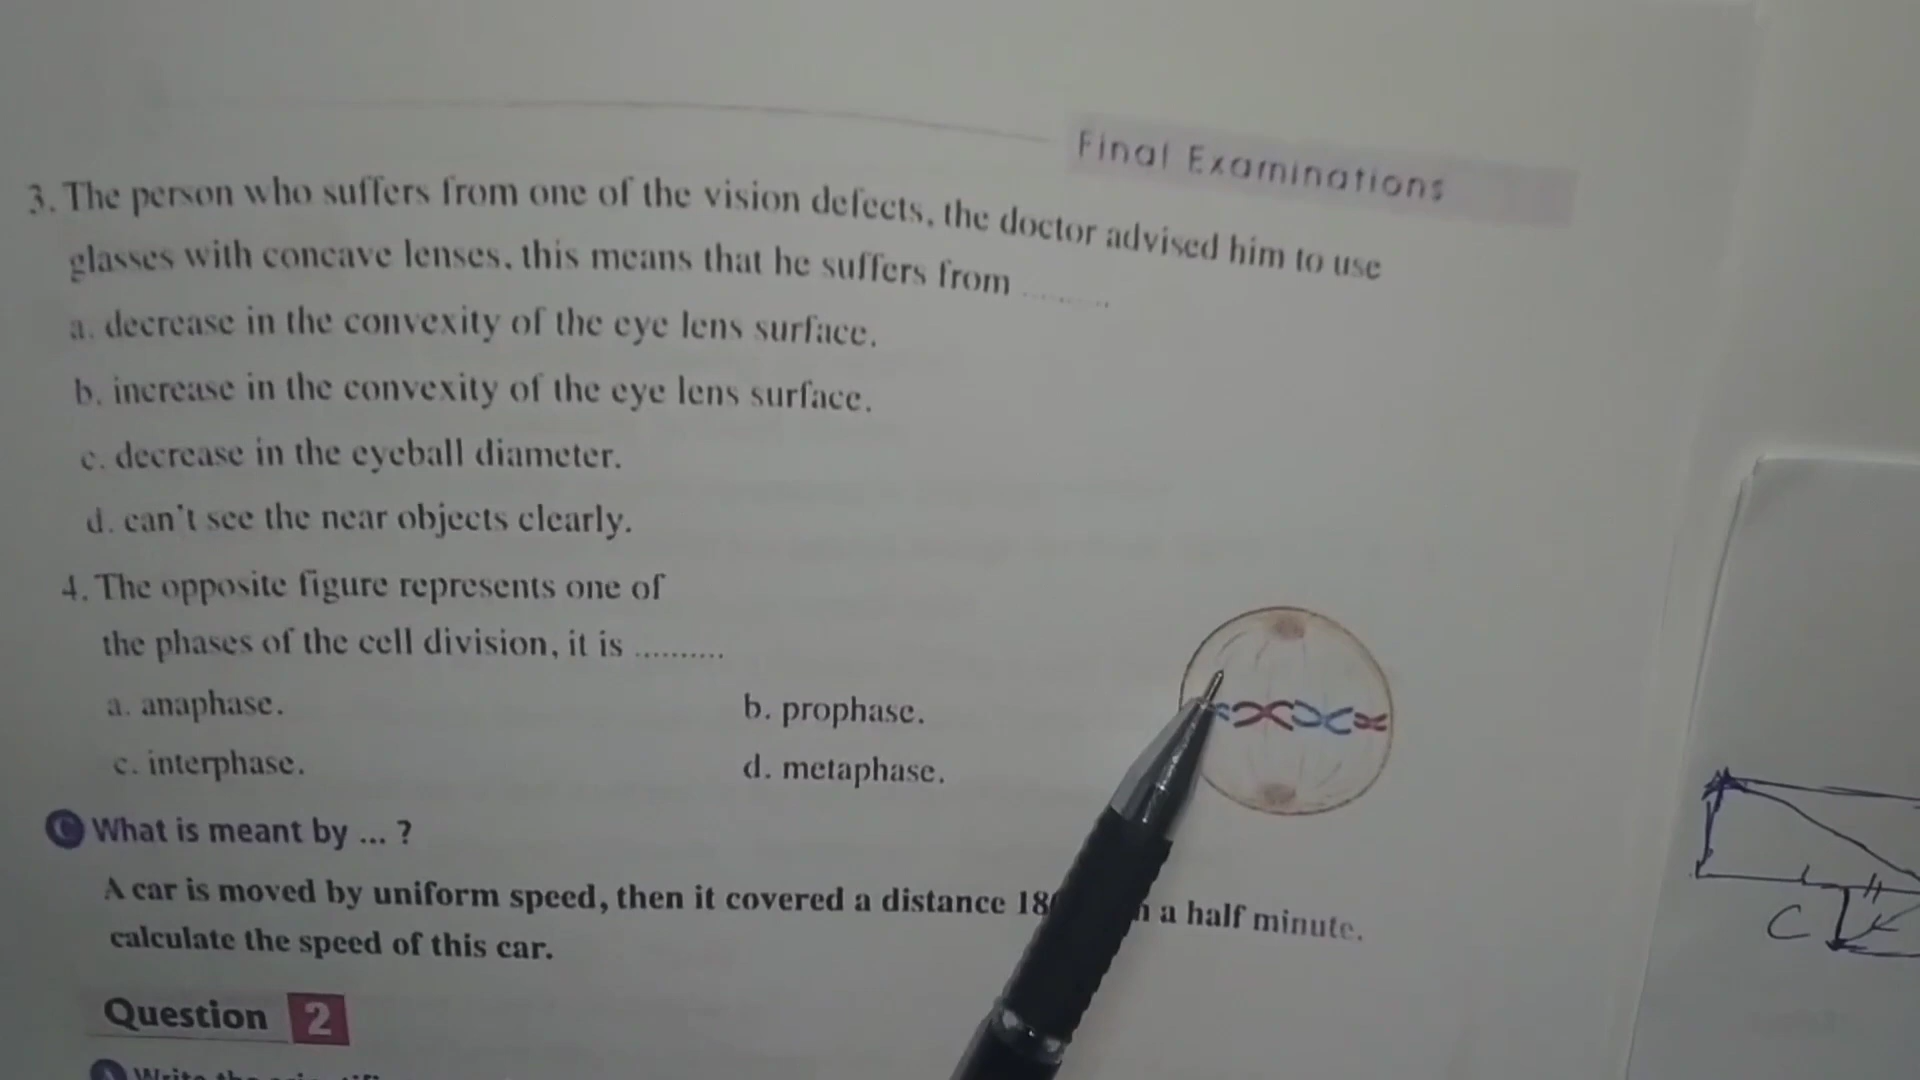 Final Examinations
3. The person who suffers from one of the vision defects, the doctor advised him to use
glasses with concave lenses, this means that he suffers from .........
a. decrease in the convexity of the eye lens surface.
b. increase in the convexity of the eye lens surface.
c. decrease in the eyeball diameter.
d. can't see the near objects clearly.
4. The opposite figure represents one of
the phases of the cell division, it is ..........
a. anaphase.
b. prophase.
c. interphase.
d. metaphase.
C What is meant by ... ?
A car is moved by uniform speed, then it covered a distance a half minute.
calculate the speed of this car.
Question 2
C